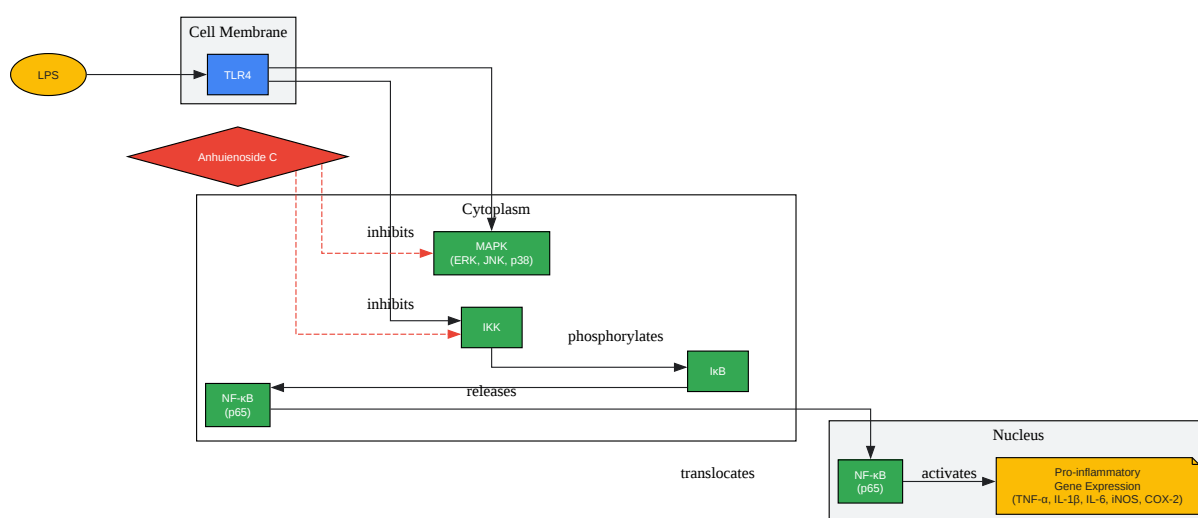 Cell Membrane
LPS
TLR4
Anhuienoside C
Cytoplasm
inhibits
MAPK
(ERK, JNK, p38)
inhibits
IKK
phosphorylates
IκB
releases
NF-κB
(p65)
translocates
Nucleus
NF-κB
(p65)
activates
Pro-inflammatory
Gene Expression
(TNF-α, IL-1β, IL-6, iNOS, COX-2)